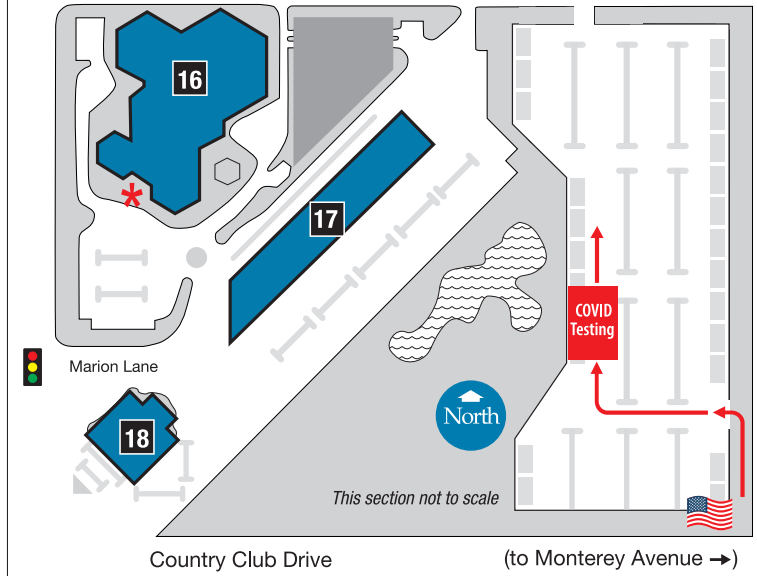 16
17
COVID
Testing
Marion Lane
North
18
This section not to scale
Country Club Drive
(to Monterey Avenue →)